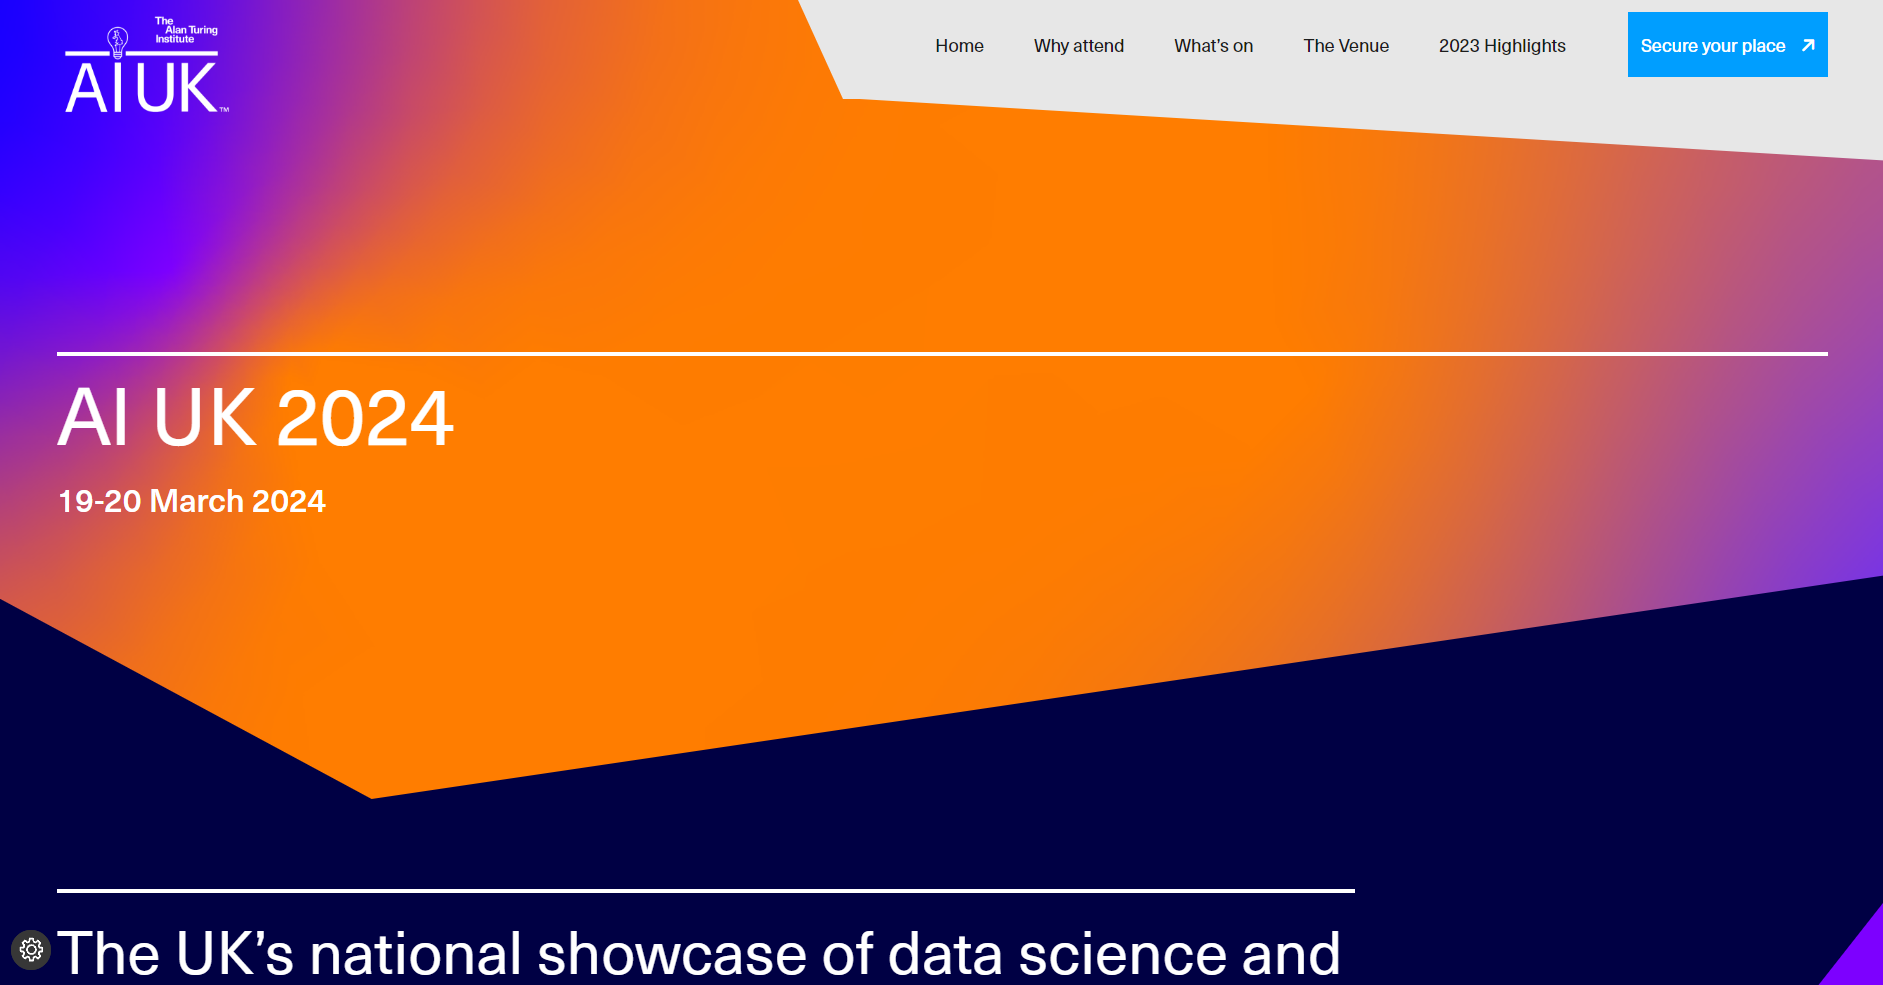 The
Alan Turing
Institute
AI UK™
Home
Why attend
What's on
The Venue
2023 Highlights
Secure your place
AI UK 2024
19-20 March 2024
The UK’s national showcase of data science and